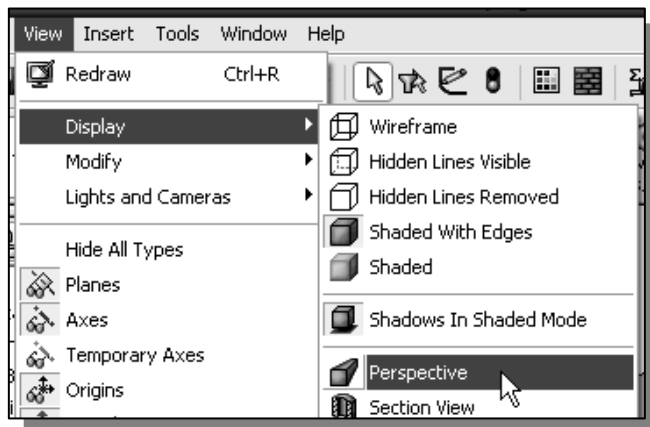 View Insert Tools Window Help
Redraw Ctrl+R
Display
Modify
Lights and Cameras
Hide All Types
Planes
Axes
Temporary Axes
Origins
Wireframe
Hidden Lines Visible
Hidden Lines Removed
Shaded With Edges
Shaded
Shadows In Shaded Mode
Perspective
Section View